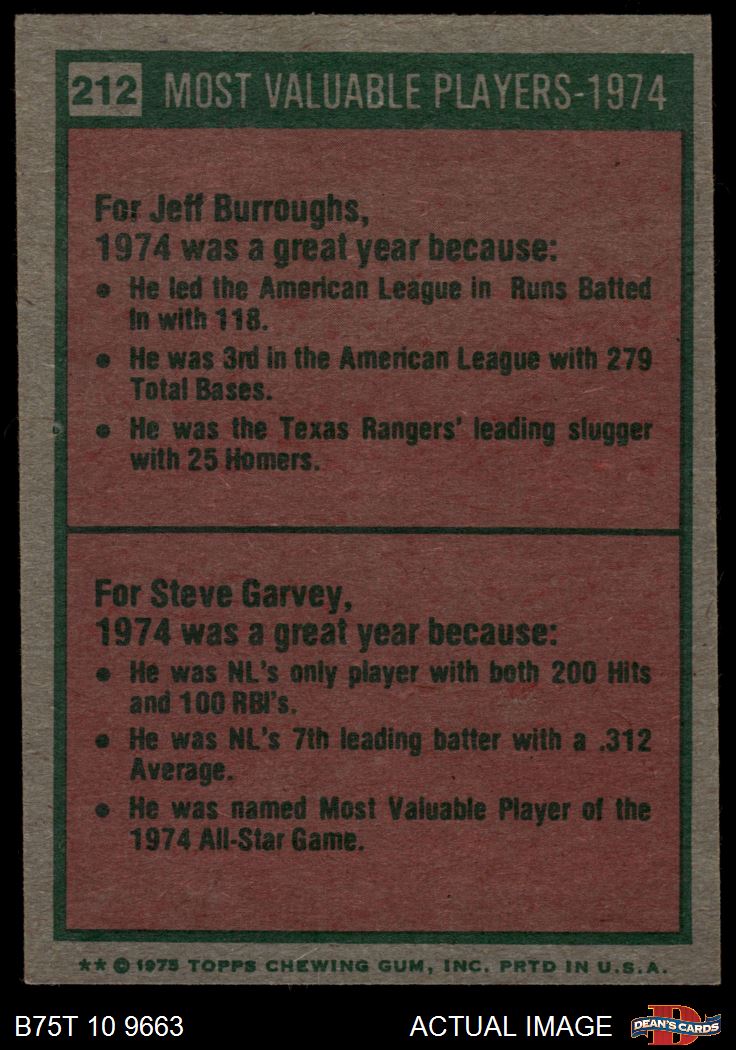 212 MOST VALUABLE PLAYERS-1974
For Jeff Burroughs,
1974 was a great year because:
• He led the American League in Runs Batted
In with 118.
• He was 3rd in the American League with 279
Total Bases.
• He was the Texas Rangers' leading slugger
with 25 Homers.
For Steve Garvey,
1974 was a great year because:
• He was NL's only player with both 200 Hits
and 100 RBI's.
• He was NL's 7th leading batter with a .312
Average.
• He was named Most Valuable Player of the
1974 All-Star Game.
** © 1975 TOPPS CHEWING GUM, INC. PRTD IN U.S.A.
B75T 10 9663 ACTUAL IMAGE DEAN'S CARDS